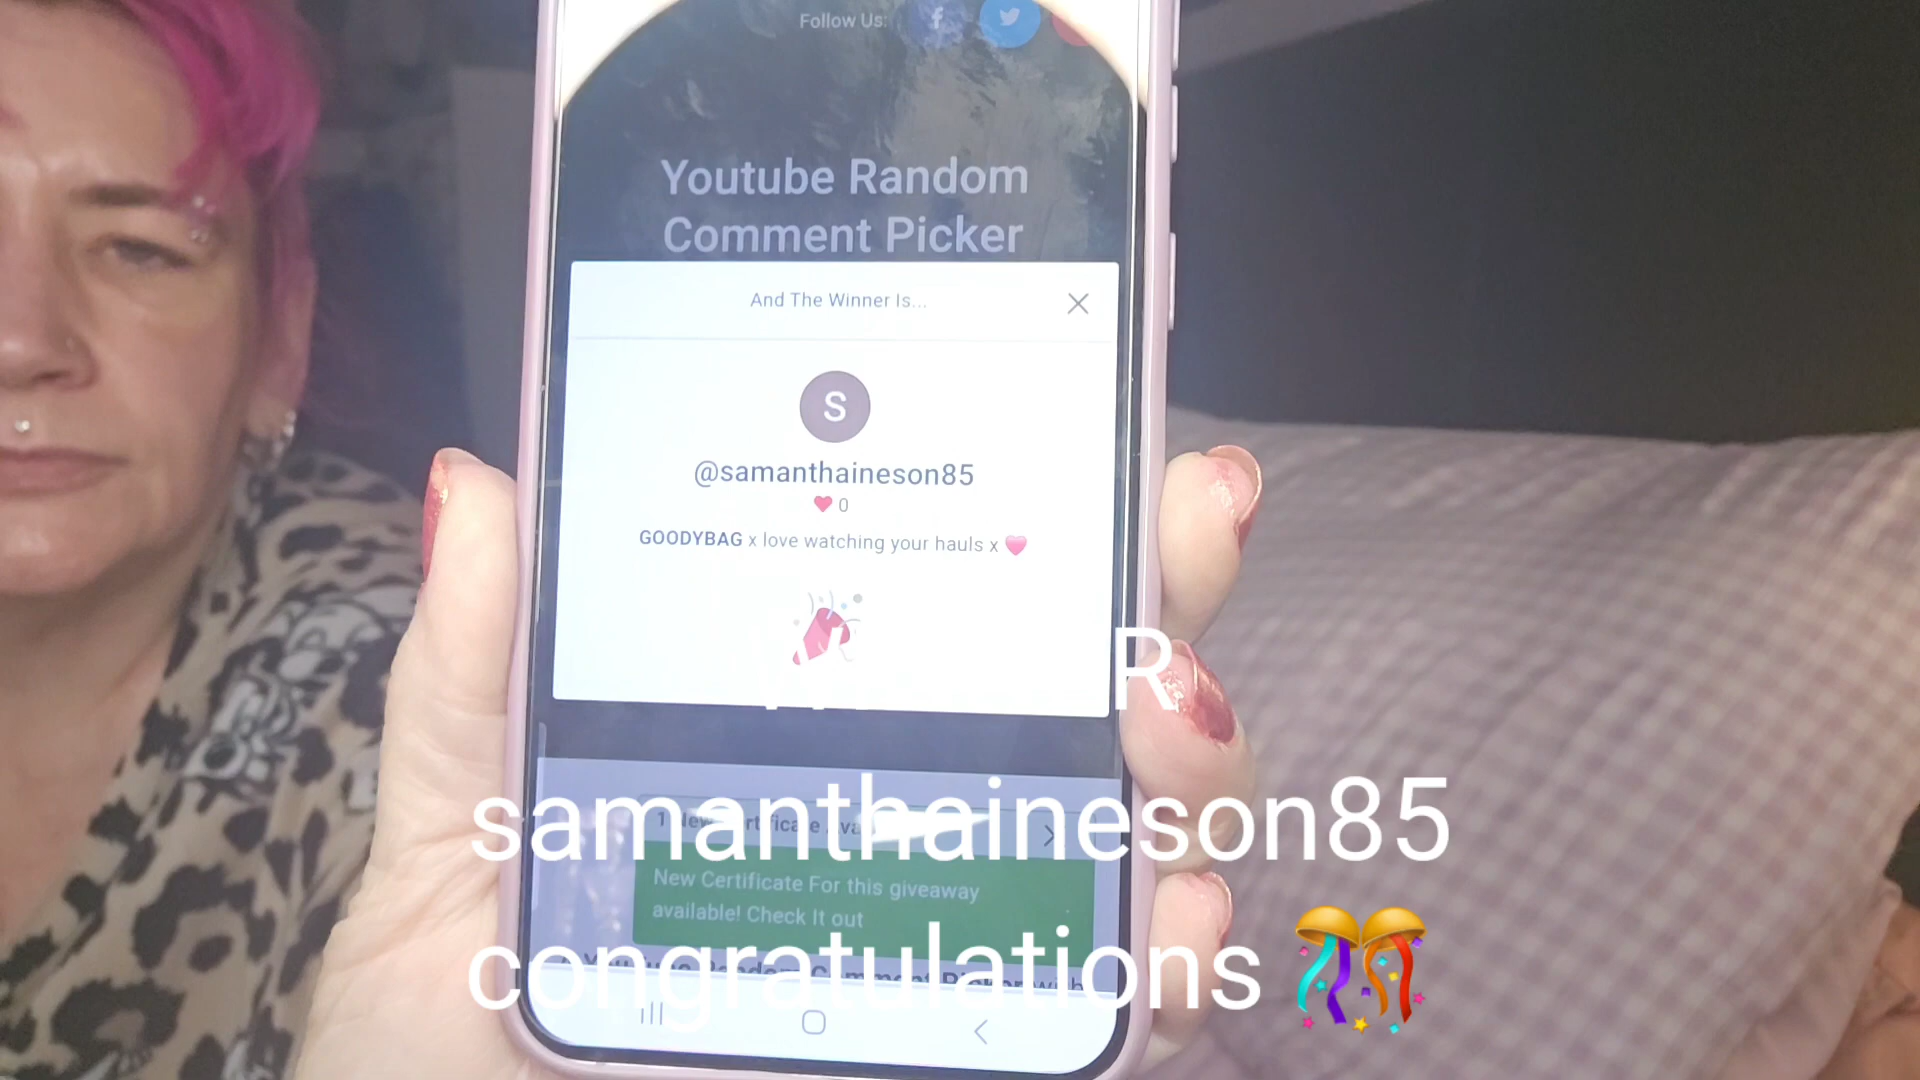 Follow Us:
Youtube Random
Comment Picker
And The Winner Is...
S
@samanthaineson85
❤ 0
GOODYBAG x love watching your hauls x 💗
R
samanthaineson85
New Certificate For this giveaway
available! Check It out
congratulations 🎊